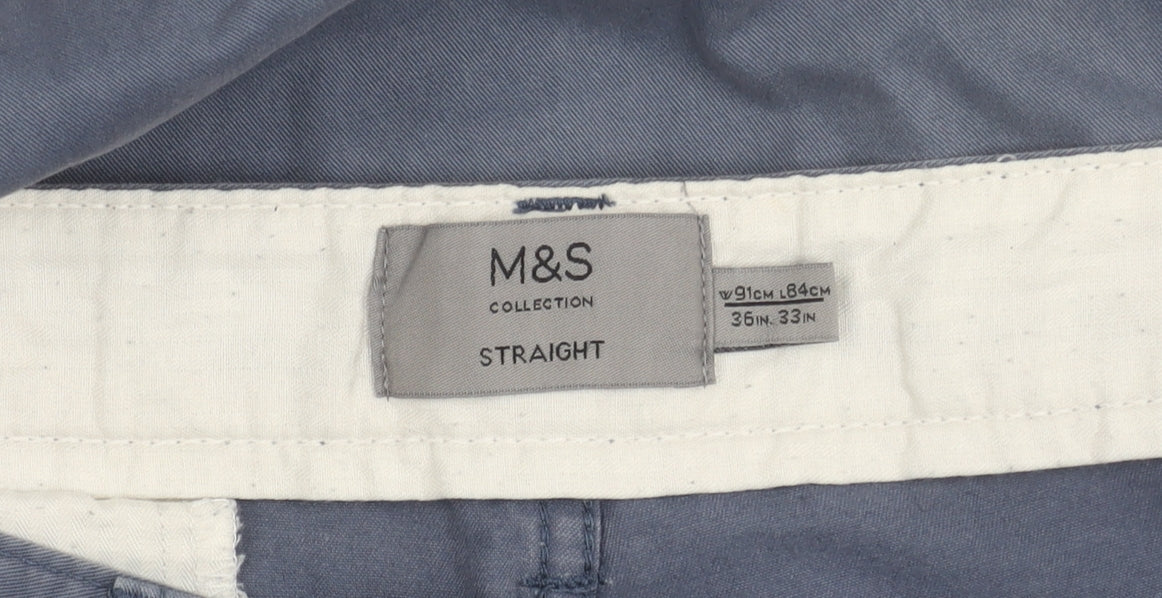 M&S
COLLECTION
STRAIGHT
W91CM L84CM
36IN. 33IN